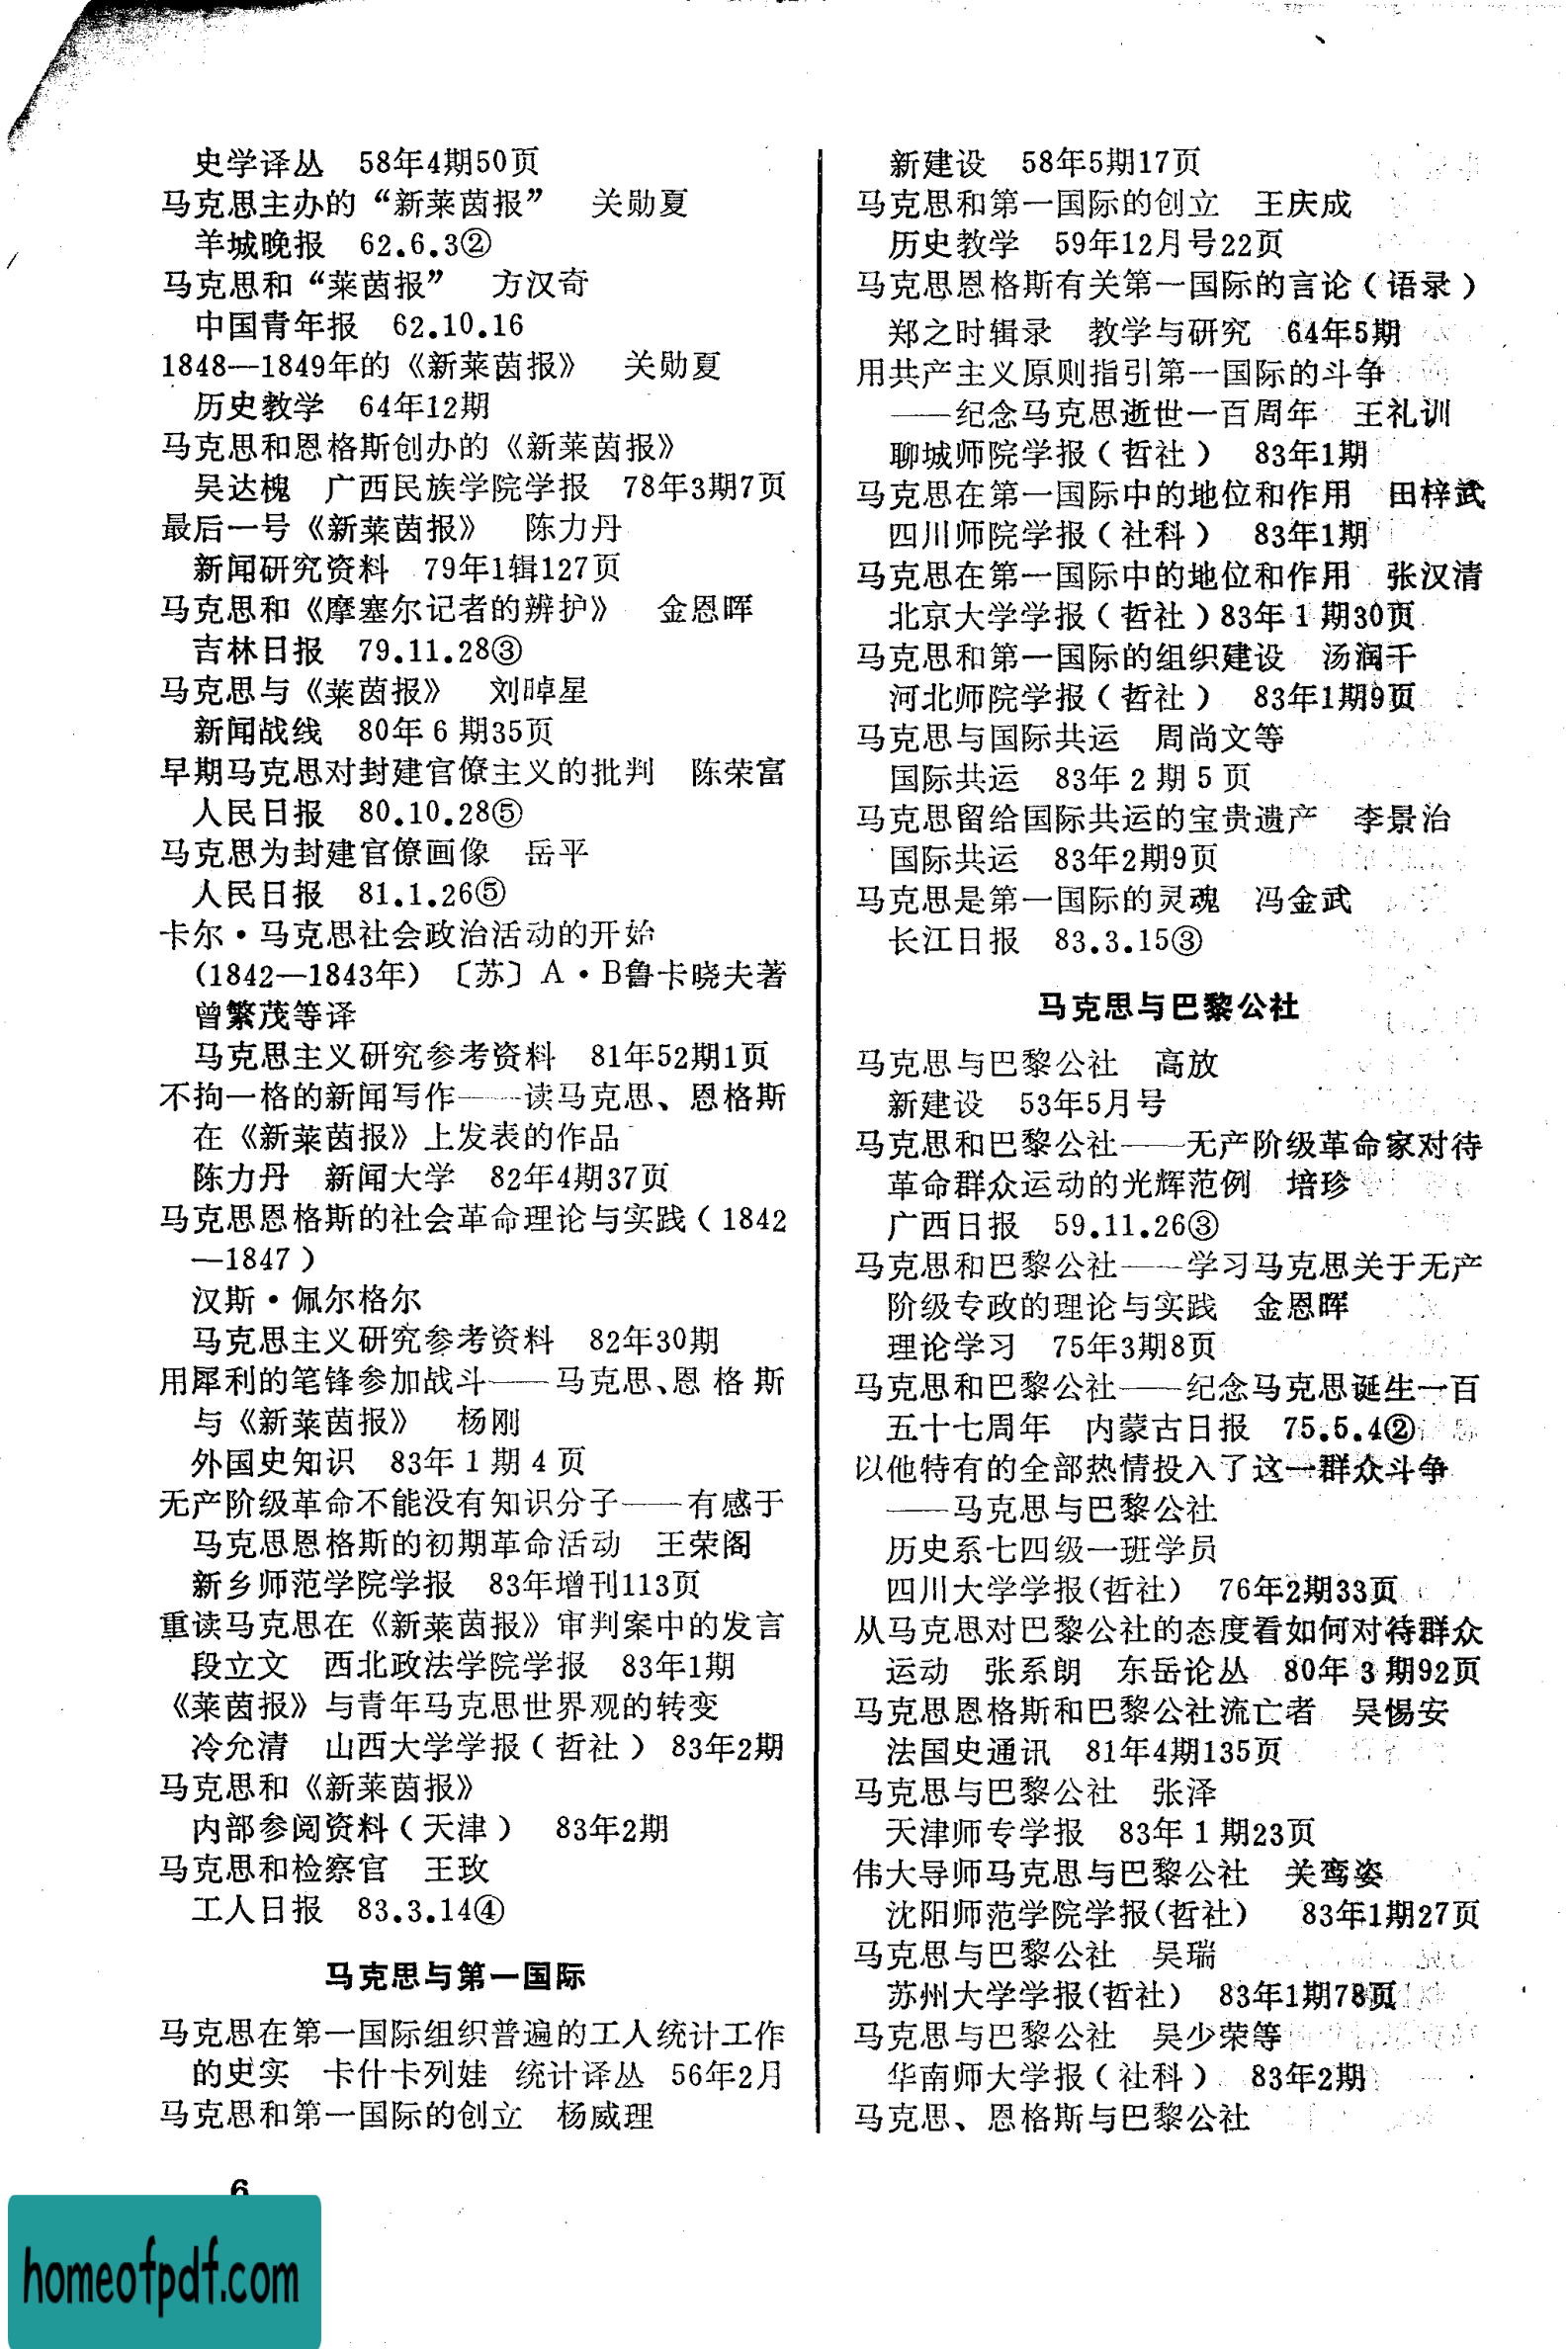 史学译丛　58年4期50页
马克思主办的“新莱茵报”　关勋夏
羊城晚报　62.6.3②
马克思和“莱茵报”　方汉奇
中国青年报　62.10.16
1848—1849年的《新莱茵报》　关勋夏
历史教学　64年12期
马克思和恩格斯创办的《新莱茵报》
吴达槐　广西民族学院学报　78年3期7页
最后一号《新莱茵报》　陈力丹
新闻研究资料　79年1辑127页
马克思和《摩塞尔记者的辨护》　金恩晖
吉林日报　79.11.28③
马克思与《莱茵报》　刘晫星
新闻战线　80年6期35页
早期马克思对封建官僚主义的批判　陈荣富
人民日报　80.10.28⑤
马克思为封建官僚画像　岳平
人民日报　81.1.26⑤
卡尔·马克思社会政治活动的开始
(1842—1843年)　〔苏〕A·B鲁卡晓夫著
曾繁茂等译
马克思主义研究参考资料　81年52期1页
不拘一格的新闻写作——读马克思、恩格斯
在《新莱茵报》上发表的作品
陈力丹　新闻大学　82年4期37页
马克思恩格斯的社会革命理论与实践（1842
—1847）
汉斯·佩尔格尔
马克思主义研究参考资料　82年30期
用犀利的笔锋参加战斗——马克思、恩格斯
与《新莱茵报》　杨刚
外国史知识　83年1期4页
无产阶级革命不能没有知识分子——有感于
马克思恩格斯的初期革命活动　王荣阁
新乡师范学院学报　83年增刊113页
重读马克思在《新莱茵报》审判案中的发言
段立文　西北政法学院学报　83年1期
《莱茵报》与青年马克思世界观的转变
冷允清　山西大学学报（哲社）83年2期
马克思和《新莱茵报》
内部参阅资料（天津）　83年2期
马克思和检察官　王玫
工人日报　83.3.14④
马克思与第一国际
马克思在第一国际组织普遍的工人统计工作
的史实　卡什卡列娃　统计译丛　56年2月
马克思和第一国际的创立　杨威理
新建设　58年5期17页
马克思和第一国际的创立　王庆成
历史教学　59年12月号22页
马克思恩格斯有关第一国际的言论（语录）
郑之时辑录　教学与研究　64年5期
用共产主义原则指引第一国际的斗争
——纪念马克思逝世一百周年　王礼训
聊城师院学报（哲社）　83年1期
马克思在第一国际中的地位和作用　田梓武
四川师院学报（社科）　83年1期
马克思在第一国际中的地位和作用　张汉清
北京大学学报（哲社）83年1期30页
马克思和第一国际的组织建设　汤润千
河北师院学报（哲社）　83年1期9页
马克思与国际共运　周尚文等
国际共运　83年2期5页
马克思留给国际共运的宝贵遗产　李景治
国际共运　83年2期9页
马克思是第一国际的灵魂　冯金武
长江日报　83.3.15③
马克思与巴黎公社
马克思与巴黎公社　高放
新建设　53年5月号
马克思和巴黎公社——无产阶级革命家对待
革命群众运动的光辉范例　培珍
广西日报　59.11.26③
马克思和巴黎公社——学习马克思关于无产
阶级专政的理论与实践　金恩晖
理论学习　75年3期8页
马克思和巴黎公社——纪念马克思诞生一百
五十七周年　内蒙古日报　75.5.4②
以他特有的全部热情投入了这一群众斗争
——马克思与巴黎公社
历史系七四级一班学员
四川大学学报(哲社)　76年2期33页
从马克思对巴黎公社的态度看如何对待群众
运动　张系朗　东岳论丛　80年3期92页
马克思恩格斯和巴黎公社流亡者　吴惕安
法国史通讯　81年4期135页
马克思与巴黎公社　张泽
天津师专学报　83年1期23页
伟大导师马克思与巴黎公社　关鸾姿
沈阳师范学院学报(哲社)　83年1期27页
马克思与巴黎公社　吴瑞
苏州大学学报(哲社)　83年1期78页
马克思与巴黎公社　吴少荣等
华南师大学报（社科）　83年2期
马克思、恩格斯与巴黎公社
6
homeofpdf.com